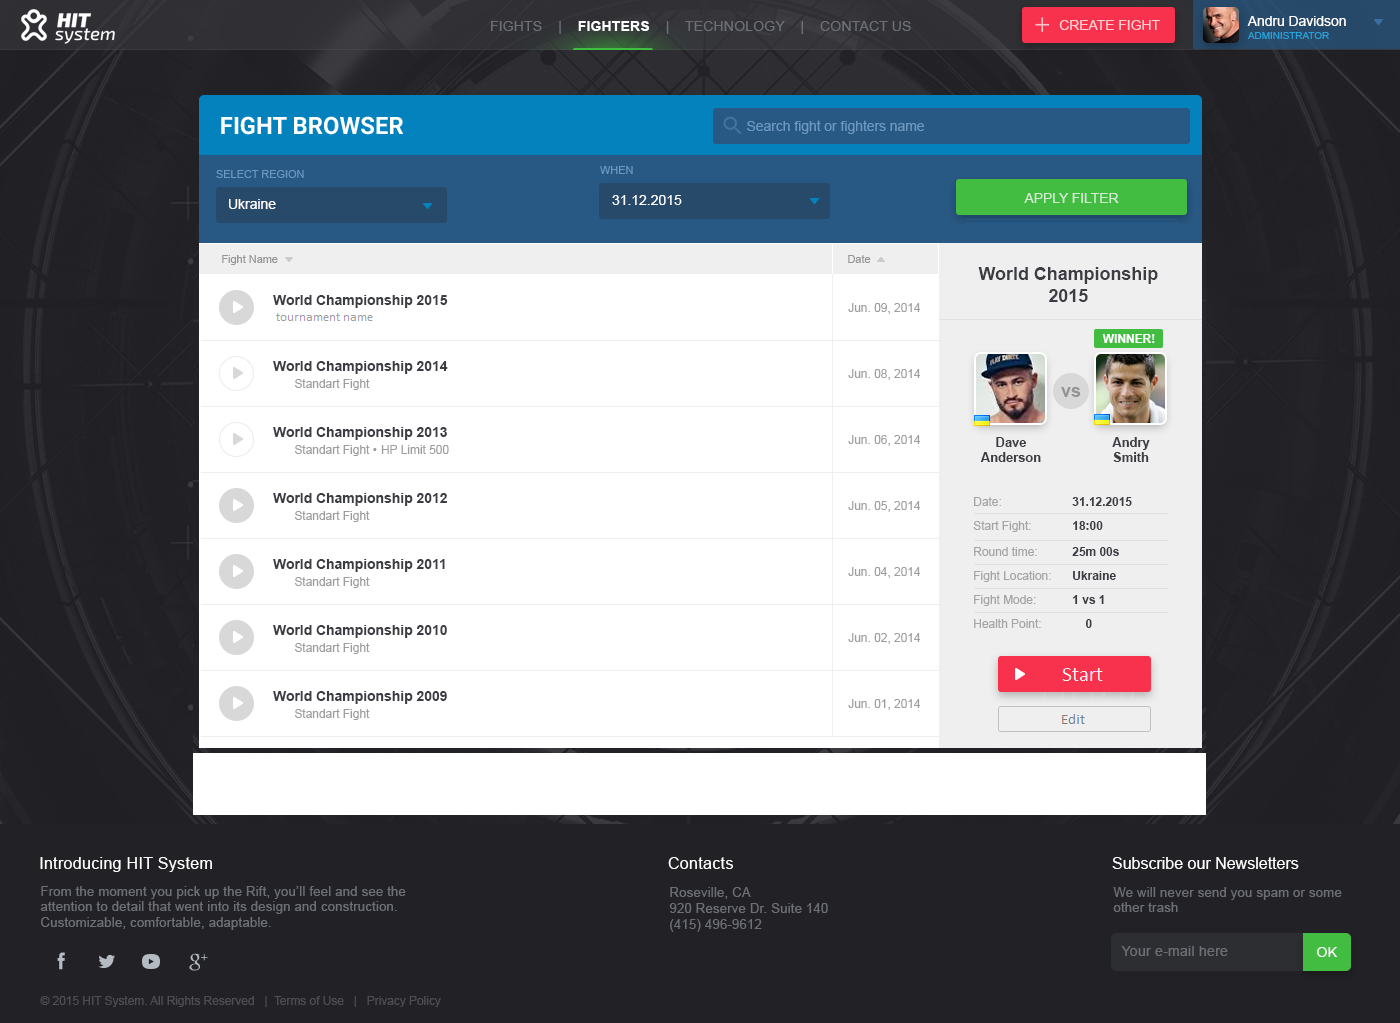 HIT
system
FIGHTS | FIGHTERS | TECHNOLOGY | CONTACT US
CREATE FIGHT
Andru Davidson
ADMINISTRATOR
FIGHT BROWSER
Search fight or fighters name
SELECT REGION
Ukraine
WHEN
31.12.2015
APPLY FILTER
Fight Name
Date
World Championship 2015
tournament name
Jun. 09, 2014
World Championship 2014
Standart Fight
Jun. 08, 2014
World Championship 2013
Standart Fight • HP Limit 500
Jun. 06, 2014
World Championship 2012
Standart Fight
Jun. 05, 2014
World Championship 2011
Standart Fight
Jun. 04, 2014
World Championship 2010
Standart Fight
Jun. 02, 2014
World Championship 2009
Standart Fight
Jun. 01, 2014
World Championship
2015
WINNER!
VS
Dave
Anderson
Andry
Smith
Date: 31.12.2015
Start Fight: 18:00
Round time: 25m 00s
Fight Location: Ukraine
Fight Mode: 1 vs 1
Health Point: 0
Start
Edit
Introducing HIT System
From the moment you pick up the Rift, you'll feel and see the
attention to detail that went into its design and construction.
Customizable, comfortable, adaptable.
© 2015 HIT System. All Rights Reserved | Terms of Use | Privacy Policy
Contacts
Roseville, CA
920 Reserve Dr. Suite 140
(415) 496-9612
Subscribe our Newsletters
We will never send you spam or some
other trash
Your e-mail here
OK